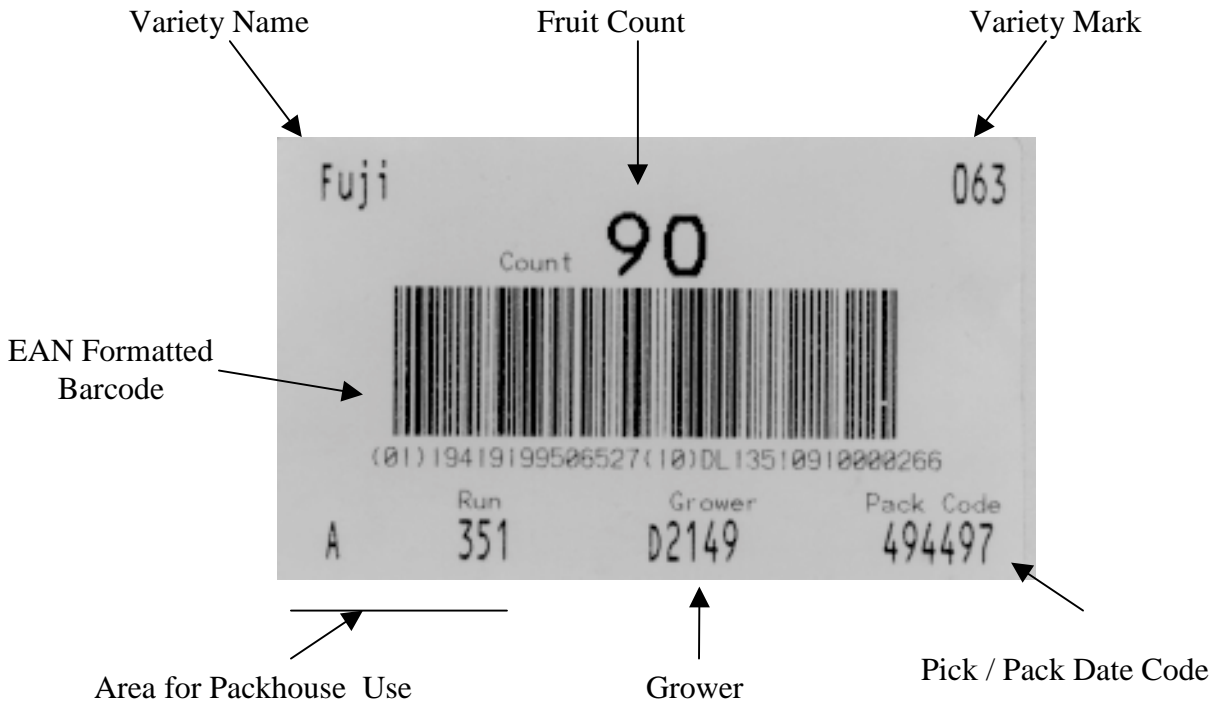 Variety Name
Fruit Count
Variety Mark
Fuji
063
Count 90
EAN Formatted
Barcode
(01)19419199506527(10)DL13510910000266
Run
Grower
Pack Code
A
351
D2149
494497
Area for Packhouse Use
Grower
Pick / Pack Date Code